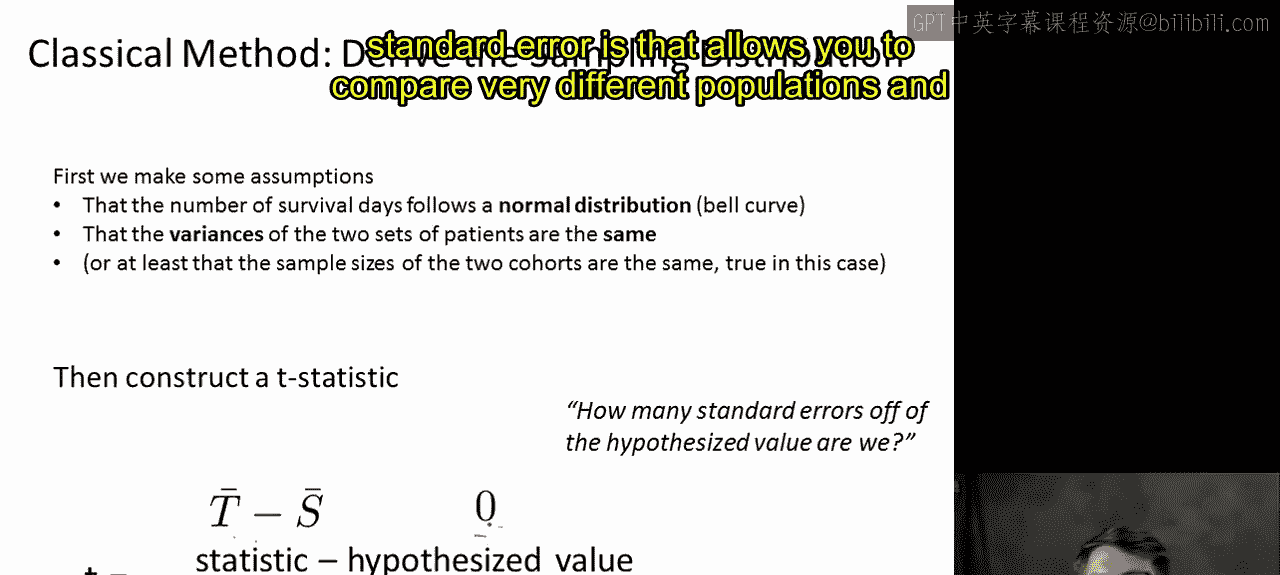 GPT中英字幕课程资源@bilibili.com
standard error is that allows you to
compare very different populations and
Classical Method: Derive the Sampling Distribution
First we make some assumptions
• That the number of survival days follows a normal distribution (bell curve)
• That the variances of the two sets of patients are the same
• (or at least that the sample sizes of the two cohorts are the same, true in this case)
Then construct a t-statistic
“How many standard errors off of
the hypothesized value are we?”
T̄ − S̄ 0
statistic – hypothesized value
t =